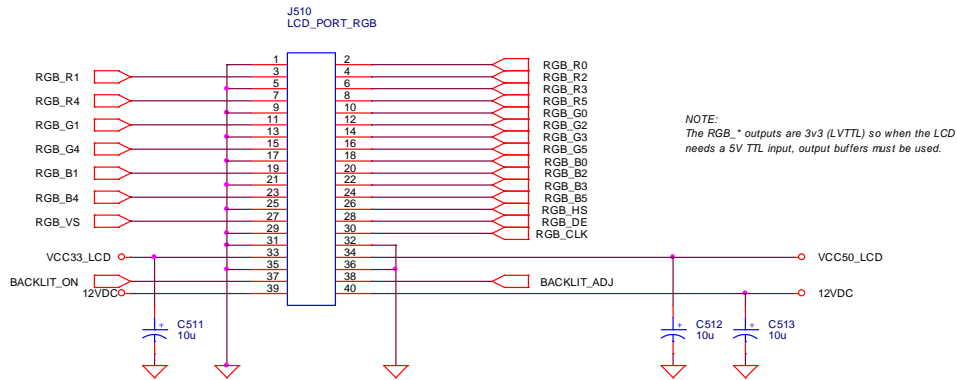 J510
LCD_PORT_RGB
1 2 RGB_R0
RGB_R1 3 4 RGB_R2
5 6 RGB_R3
RGB_R4 7 8 RGB_R5
9 10 RGB_G0
RGB_G1 11 12 RGB_G2
13 14 RGB_G3
RGB_G4 15 16 RGB_G5
17 18 RGB_B0
RGB_B1 19 20 RGB_B2
21 22 RGB_B3
RGB_B4 23 24 RGB_B5
25 26 RGB_HS
RGB_VS 27 28 RGB_DE
29 30 RGB_CLK
31 32
VCC33_LCD 33 34 VCC50_LCD
35 36
BACKLIT_ON 37 38 BACKLIT_ADJ
12VDC 39 40 12VDC
NOTE:
The RGB_* outputs are 3v3 (LVTTL) so when the LCD
needs a 5V TTL input, output buffers must be used.
+ C511
10u
+ C512
10u
+ C513
10u